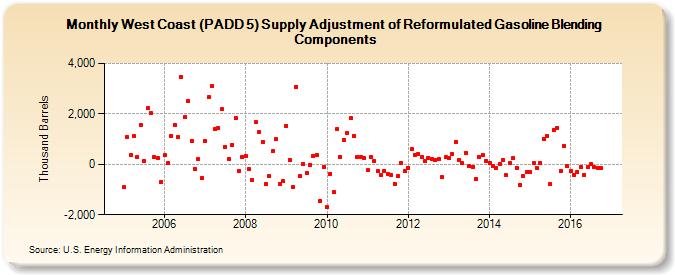 Monthly West Coast (PADD 5) Supply Adjustment of Reformulated Gasoline Blending
Components
Thousand Barrels
4,000
2,000
0
-2,000
2006
2008
2010
2012
2014
2016
Source: U.S. Energy Information Administration